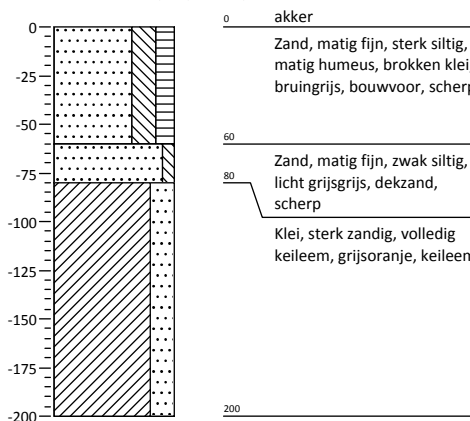 0
-25
-50
-75
-100
-125
-150
-175
-200
0 akker
Zand, matig fijn, sterk siltig,
matig humeus, brokken klei,
bruingrijs, bouwvoor, scherp
60
Zand, matig fijn, zwak siltig,
licht grijsgrijs, dekzand,
scherp
80
Klei, sterk zandig, volledig
keileem, grijsoranje, keileem
200